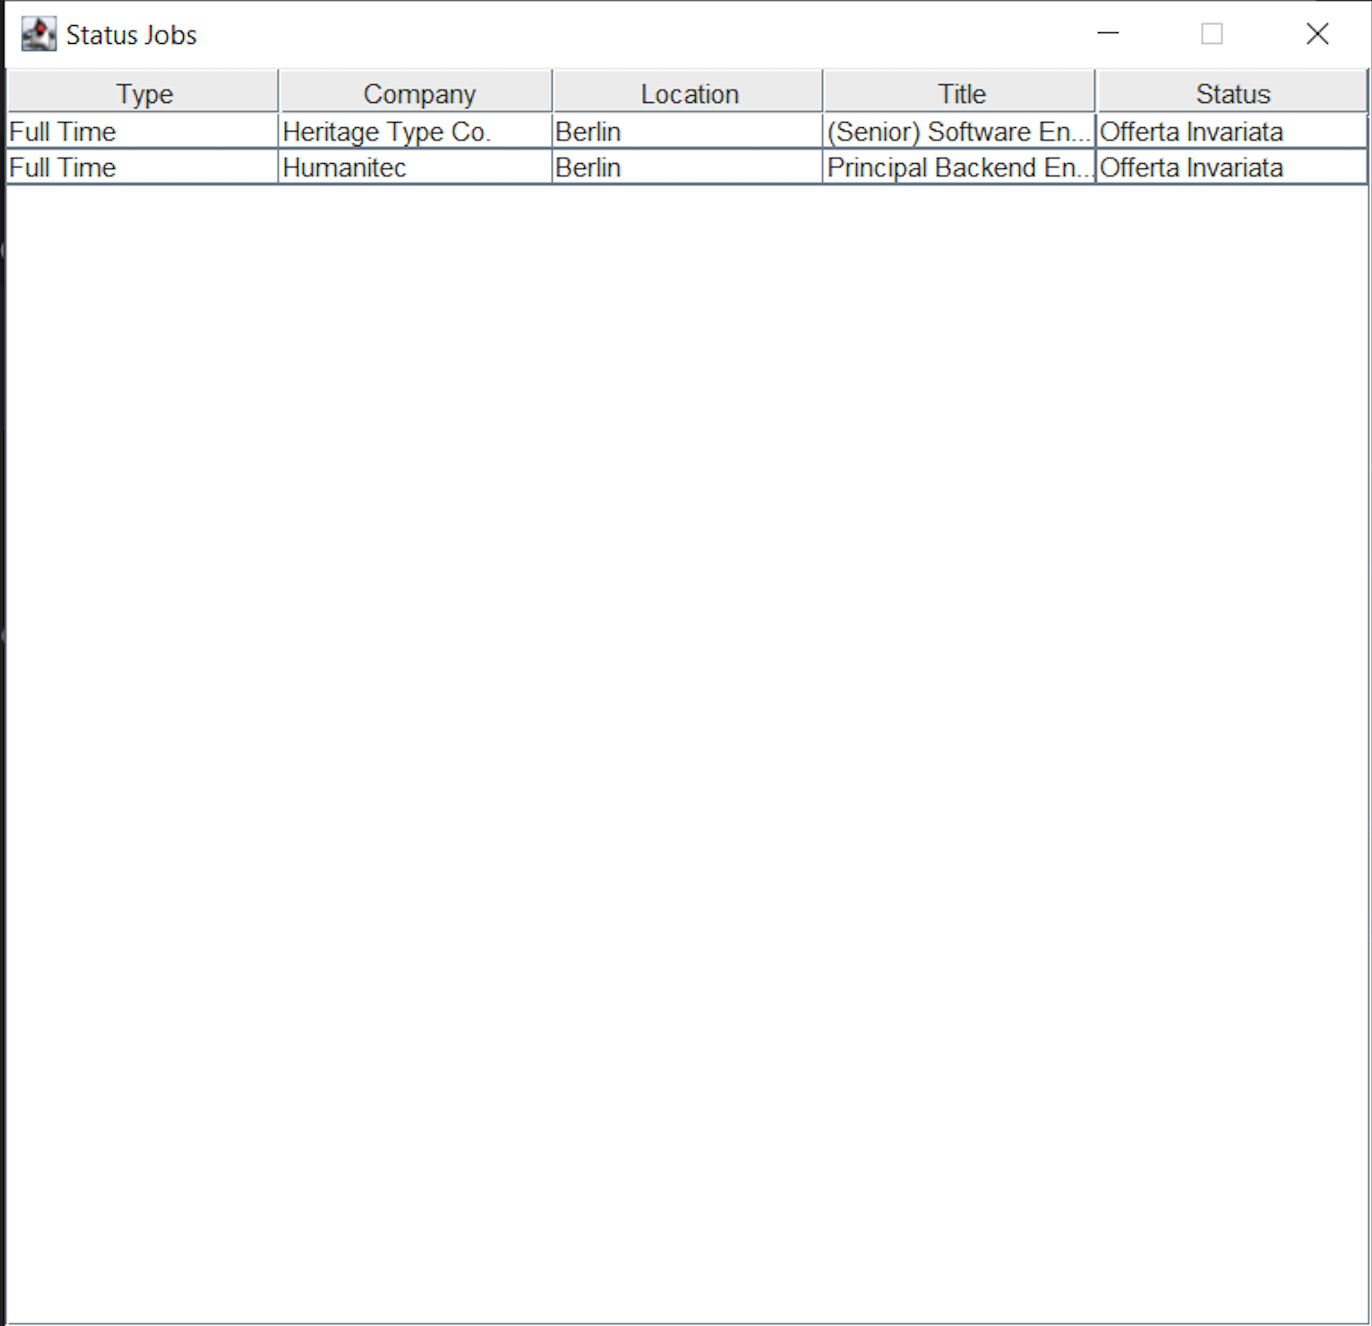 Status Jobs
Type Company Location Title Status
Full Time Heritage Type Co. Berlin (Senior) Software En... Offerta Invariata
Full Time Humanitec Berlin Principal Backend En... Offerta Invariata